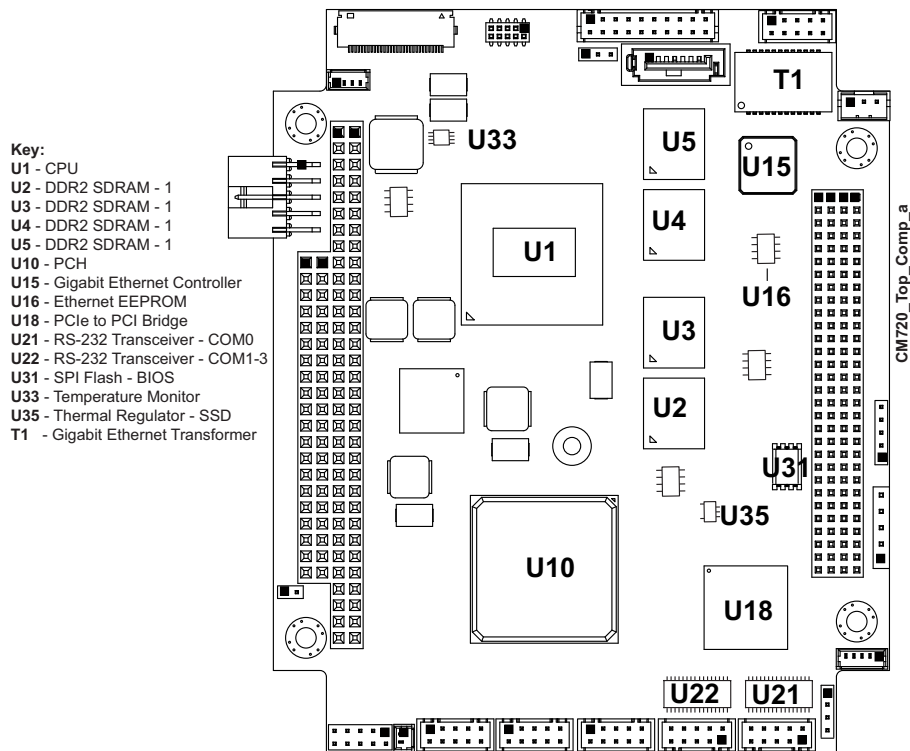 Key:
U1 - CPU
U2 - DDR2 SDRAM - 1
U3 - DDR2 SDRAM - 1
U4 - DDR2 SDRAM - 1
U5 - DDR2 SDRAM - 1
U10 - PCH
U15 - Gigabit Ethernet Controller
U16 - Ethernet EEPROM
U18 - PCIe to PCI Bridge
U21 - RS-232 Transceiver - COM0
U22 - RS-232 Transceiver - COM1-3
U31 - SPI Flash - BIOS
U33 - Temperature Monitor
U35 - Thermal Regulator - SSD
T1 - Gigabit Ethernet Transformer
T1
U33
U5
U15
U4
U1
U16
U3
U2
U31
U35
U10
U18
U22
U21
CM720_Top_Comp_a